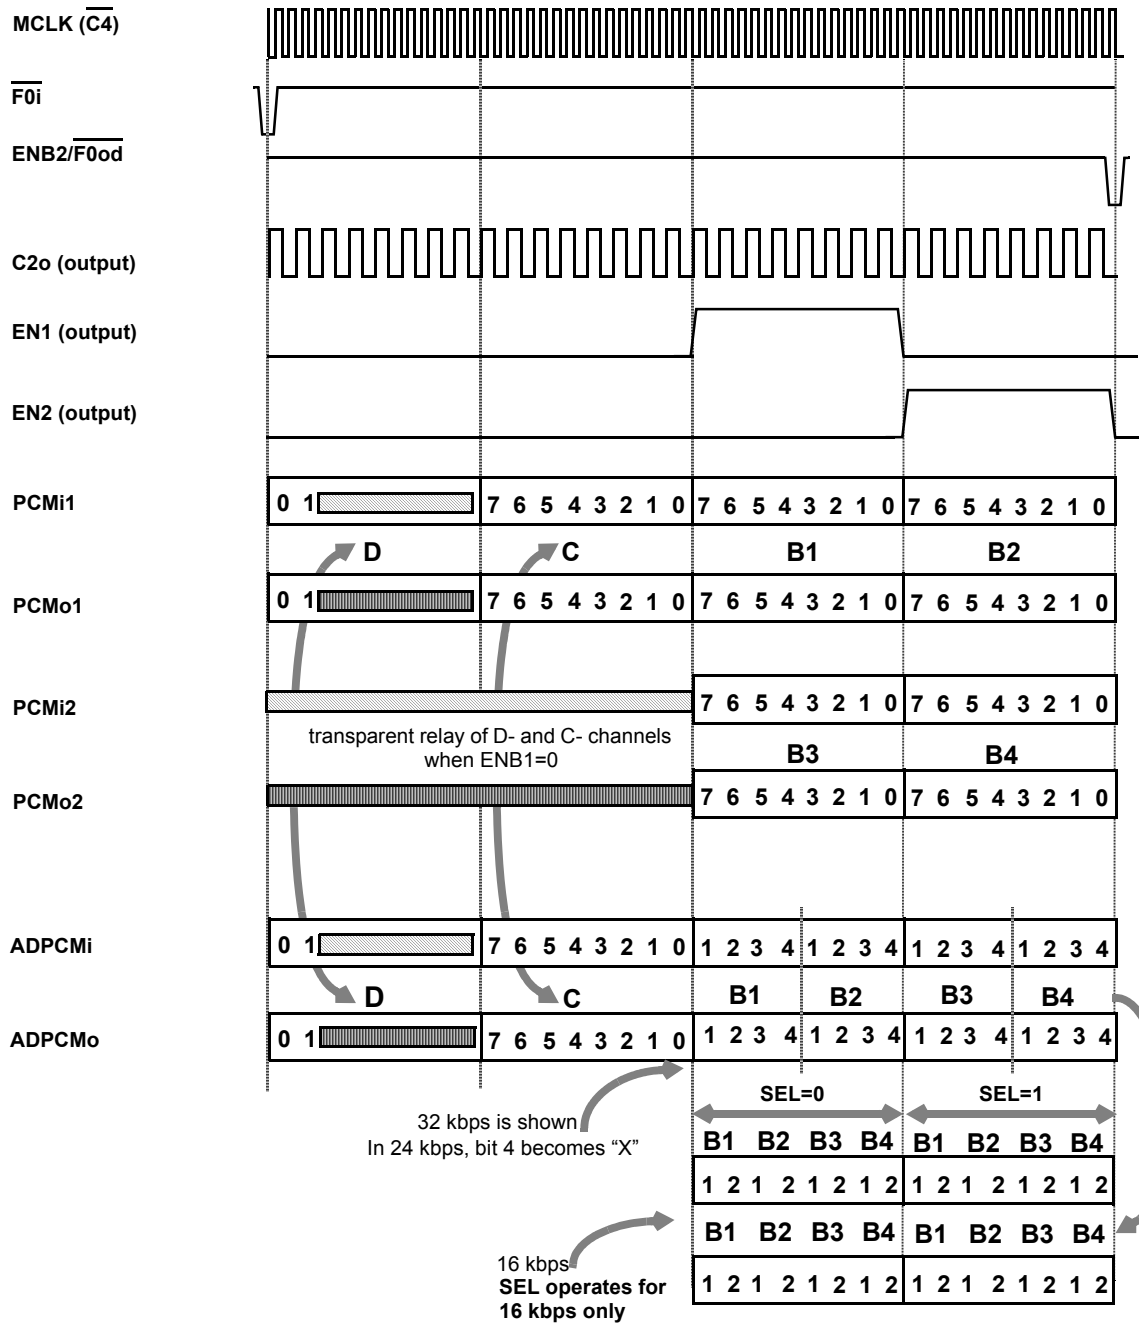 MCLK (C4)
F0i
ENB2/F0od
C2o (output)
EN1 (output)
EN2 (output)
PCMi1
0 1 7 6 5 4 3 2 1 0 7 6 5 4 3 2 1 0 7 6 5 4 3 2 1 0
D C B1 B2
PCMo1
0 1 7 6 5 4 3 2 1 0 7 6 5 4 3 2 1 0 7 6 5 4 3 2 1 0
PCMi2
7 6 5 4 3 2 1 0 7 6 5 4 3 2 1 0
transparent relay of D- and C- channels
when ENB1=0
B3 B4
PCMo2
7 6 5 4 3 2 1 0 7 6 5 4 3 2 1 0
ADPCMi
0 1 7 6 5 4 3 2 1 0 1 2 3 4 1 2 3 4 1 2 3 4 1 2 3 4
D C B1 B2 B3 B4
ADPCMo
0 1 7 6 5 4 3 2 1 0 1 2 3 4 1 2 3 4 1 2 3 4 1 2 3 4
SEL=0 SEL=1
32 kbps is shown
In 24 kbps, bit 4 becomes “X”
B1 B2 B3 B4 B1 B2 B3 B4
1 2 1 2 1 2 1 2 1 2 1 2 1 2 1 2
B1 B2 B3 B4 B1 B2 B3 B4
1 2 1 2 1 2 1 2 1 2 1 2 1 2 1 2
16 kbps
SEL operates for
16 kbps only